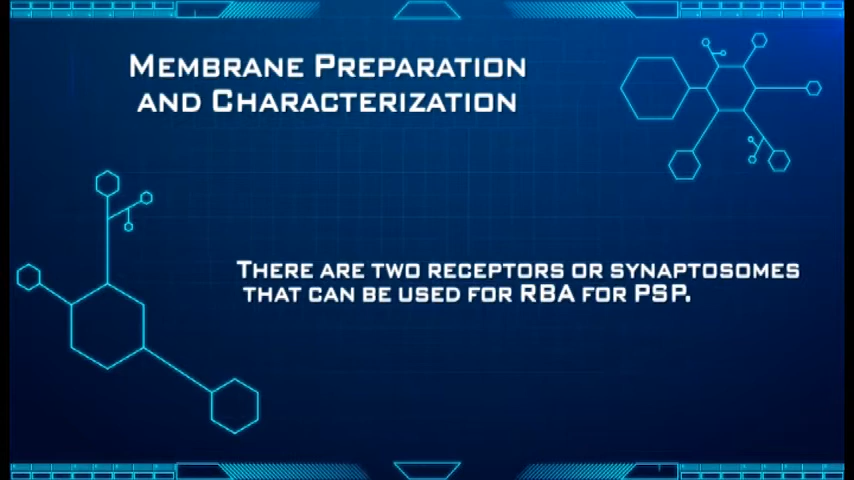 Membrane Preparation
and Characterization
There are two receptors or synaptosomes
that can be used for RBA for PSP.